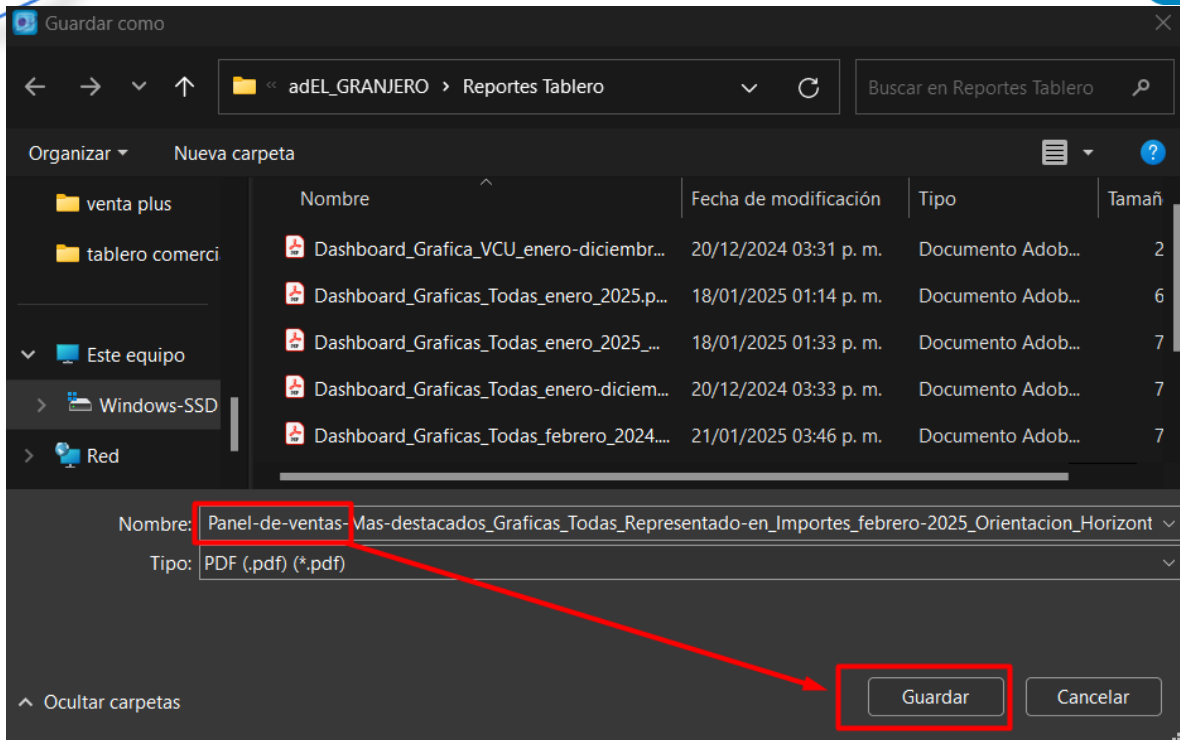 Guardar como
« adEL_GRANJERO > Reportes Tablero
Buscar en Reportes Tablero
Organizar
Nueva carpeta
?
venta plus
tablero comerci
Este equipo
Windows-SSD
Red
Nombre Fecha de modificación Tipo Tamañ
Dashboard_Grafica_VCU_enero-diciembr... 20/12/2024 03:31 p. m. Documento Adob... 2
Dashboard_Graficas_Todas_enero_2025.p... 18/01/2025 01:14 p. m. Documento Adob... 6
Dashboard_Graficas_Todas_enero_2025_... 18/01/2025 01:33 p. m. Documento Adob... 7
Dashboard_Graficas_Todas_enero-diciem... 20/12/2024 03:33 p. m. Documento Adob... 7
Dashboard_Graficas_Todas_febrero_2024.... 21/01/2025 03:46 p. m. Documento Adob... 7
Nombre: Panel-de-ventas-Mas-destacados_Graficas_Todas_Representado-en_Importes_febrero-2025_Orientacion_Horizont
Tipo: PDF (.pdf) (*.pdf)
Ocultar carpetas
Guardar
Cancelar